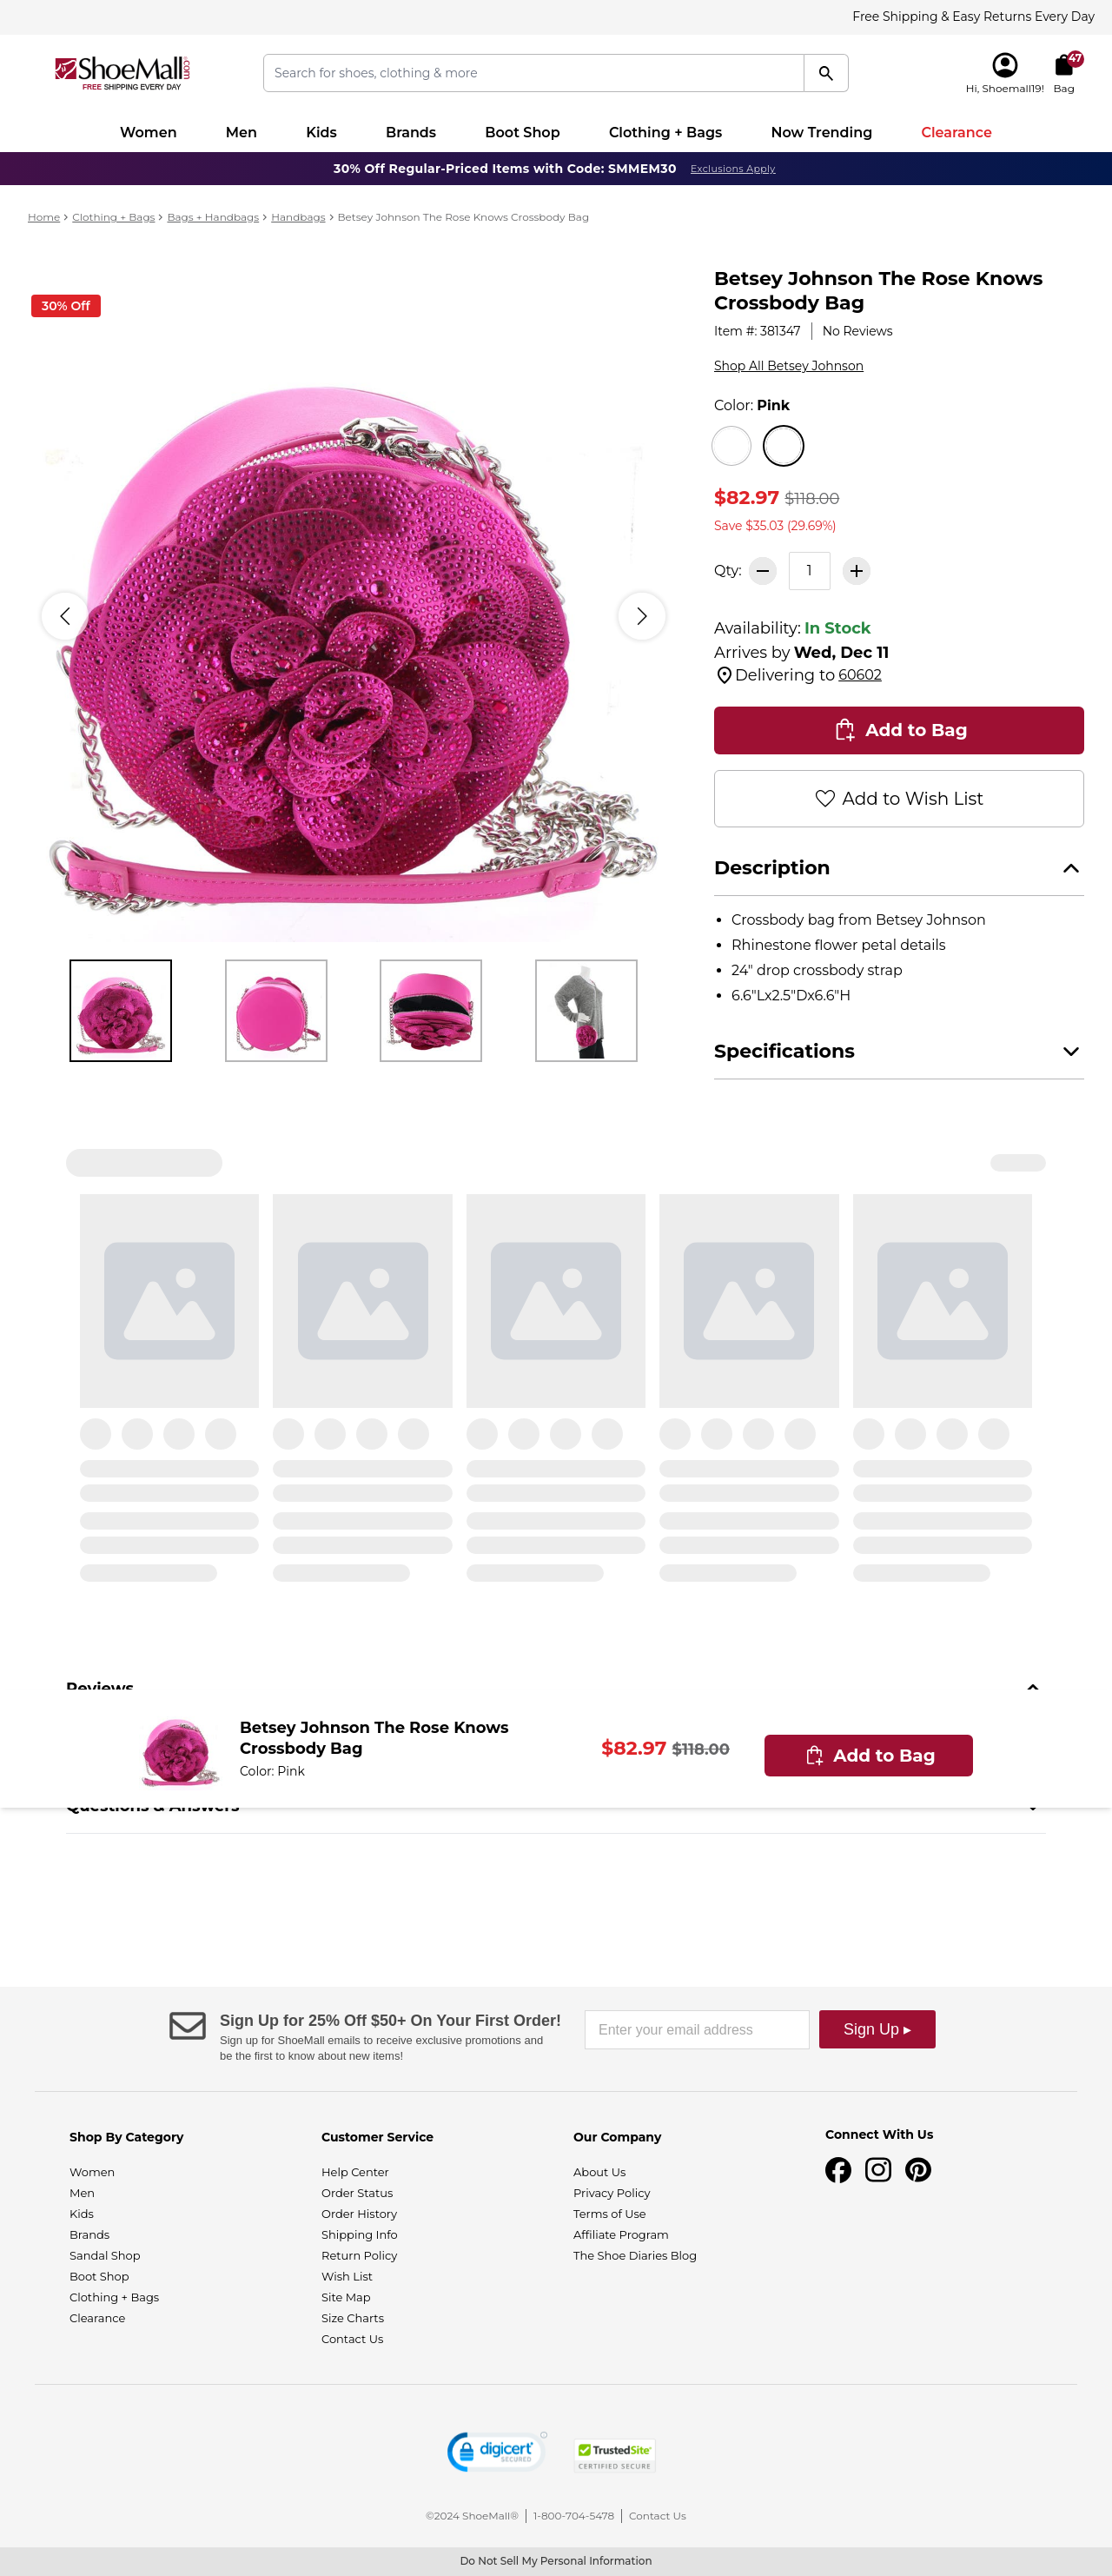 Free Shipping & Easy Returns Every Day
ShoeMall.com
FREE SHIPPING EVERY DAY
Search for shoes, clothing & more
47
Hi, Shoemall19! Bag
Women Men Kids Brands Boot Shop Clothing + Bags Now Trending Clearance
30% Off Regular-Priced Items with Code: SMMEM30 Exclusions Apply
Home > Clothing + Bags > Bags + Handbags > Handbags > Betsey Johnson The Rose Knows Crossbody Bag
30% Off
Betsey Johnson The Rose Knows
Crossbody Bag
Item #: 381347 No Reviews
Shop All Betsey Johnson
Color: Pink
$82.97 $118.00
Save $35.03 (29.69%)
Qty: 1
Availability: In Stock
Arrives by Wed, Dec 11
Delivering to 60602
Add to Bag
Add to Wish List
Description
• Crossbody bag from Betsey Johnson
• Rhinestone flower petal details
• 24" drop crossbody strap
• 6.6"Lx2.5"Dx6.6"H
Specifications
Reviews
Betsey Johnson The Rose Knows
Crossbody Bag
Color: Pink
$82.97 $118.00
Add to Bag
Questions & Answers
Sign Up for 25% Off $50+ On Your First Order!
Sign up for ShoeMall emails to receive exclusive promotions and
be the first to know about new items!
Enter your email address
Sign Up ▸
Shop By Category
Women
Men
Kids
Brands
Sandal Shop
Boot Shop
Clothing + Bags
Clearance
Customer Service
Help Center
Order Status
Order History
Shipping Info
Return Policy
Wish List
Site Map
Size Charts
Contact Us
Our Company
About Us
Privacy Policy
Terms of Use
Affiliate Program
The Shoe Diaries Blog
Connect With Us
digicert
SECURED
TrustedSite
CERTIFIED SECURE
©2024 ShoeMall® 1-800-704-5478 Contact Us
Do Not Sell My Personal Information